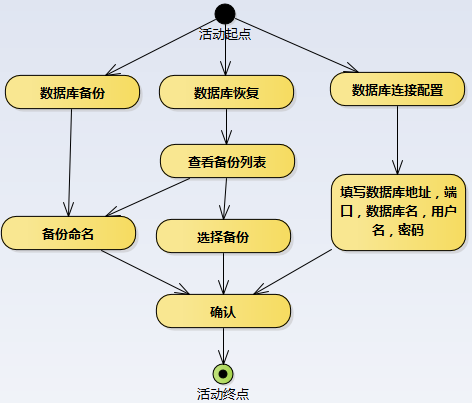 活动起点
数据库备份
数据库恢复
数据库连接配置
查看备份列表
填写数据库地址，端
口，数据库名，用户
名，密码
备份命名
选择备份
确认
活动终点